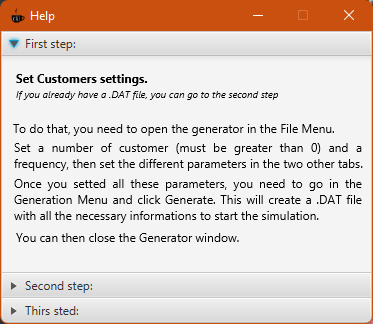 Help
First step:
Set Customers settings.
If you already have a .DAT file, you can go to the second step
To do that, you need to open the generator in the File Menu.
Set a number of customer (must be greater than 0) and a
frequency, then set the different parameters in the two other tabs.
Once you setted all these parameters, you need to go in the
Generation Menu and click Generate. This will create a .DAT file
with all the necessary informations to start the simulation.
You can then close the Generator window.
Second step:
Thirs sted: